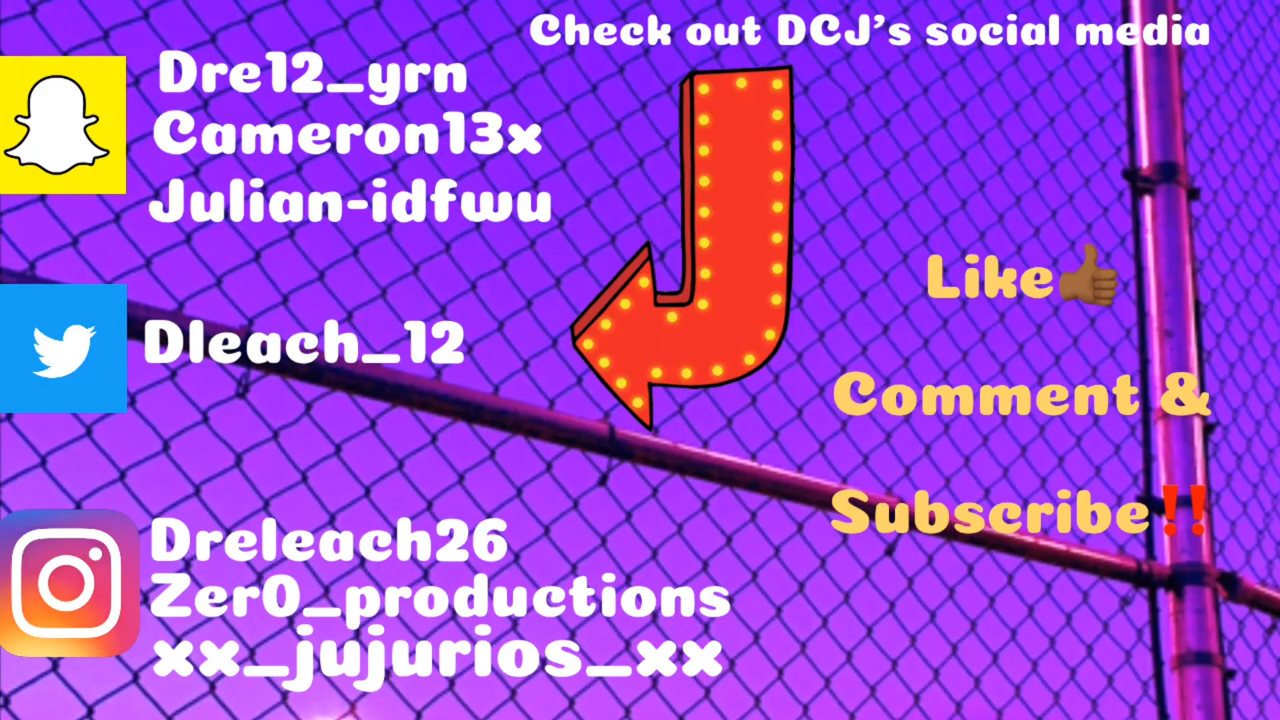 Check out DCJ's social media
Dre12_yrn
Cameron13x
Julian-idfwu
Dleach_12
Dreleach26
Zer0_productions
xx_jujurios_xx
Like👍🏾
Comment &
Subscribe‼️